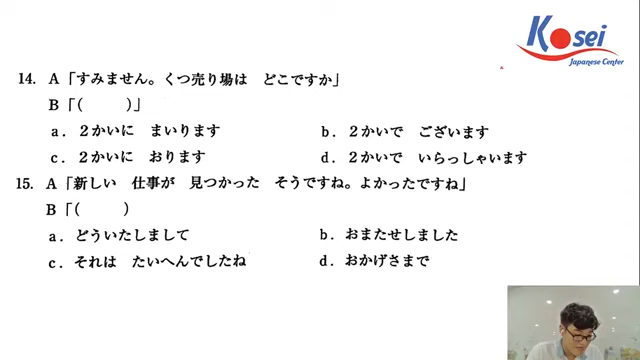 Kosei
Japanese Center
14. A「すみません。くつ売り場は どこですか」
B「( )」
a. 2かいに まいります
b. 2かいで ございます
c. 2かいに おります
d. 2かいで いらっしゃいます
15. A「新しい 仕事が 見つかった そうですね。よかったですね」
B「( )
a. どういたしまして
b. おまたせしました
c. それは たいへんでしたね
d. おかげさまで